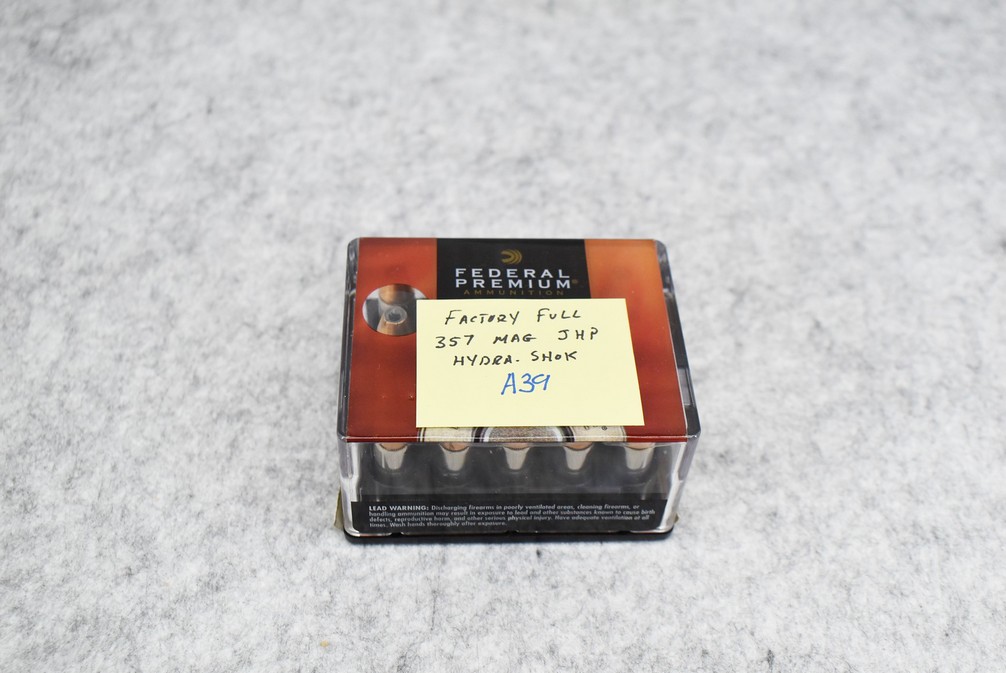 FEDERAL
PREMIUM®
AMMUNITION
FACTORY FULL
357 MAG JHP
HYDRA-SHOK
A39
LEAD WARNING: Discharging firearms in poorly ventilated areas, cleaning firearms, or
handling ammunition may result in exposure to lead and other substances known to cause birth
defects, reproductive harm, and other serious physical injury. Have adequate ventilation at all
times. Wash hands thoroughly after exposure.